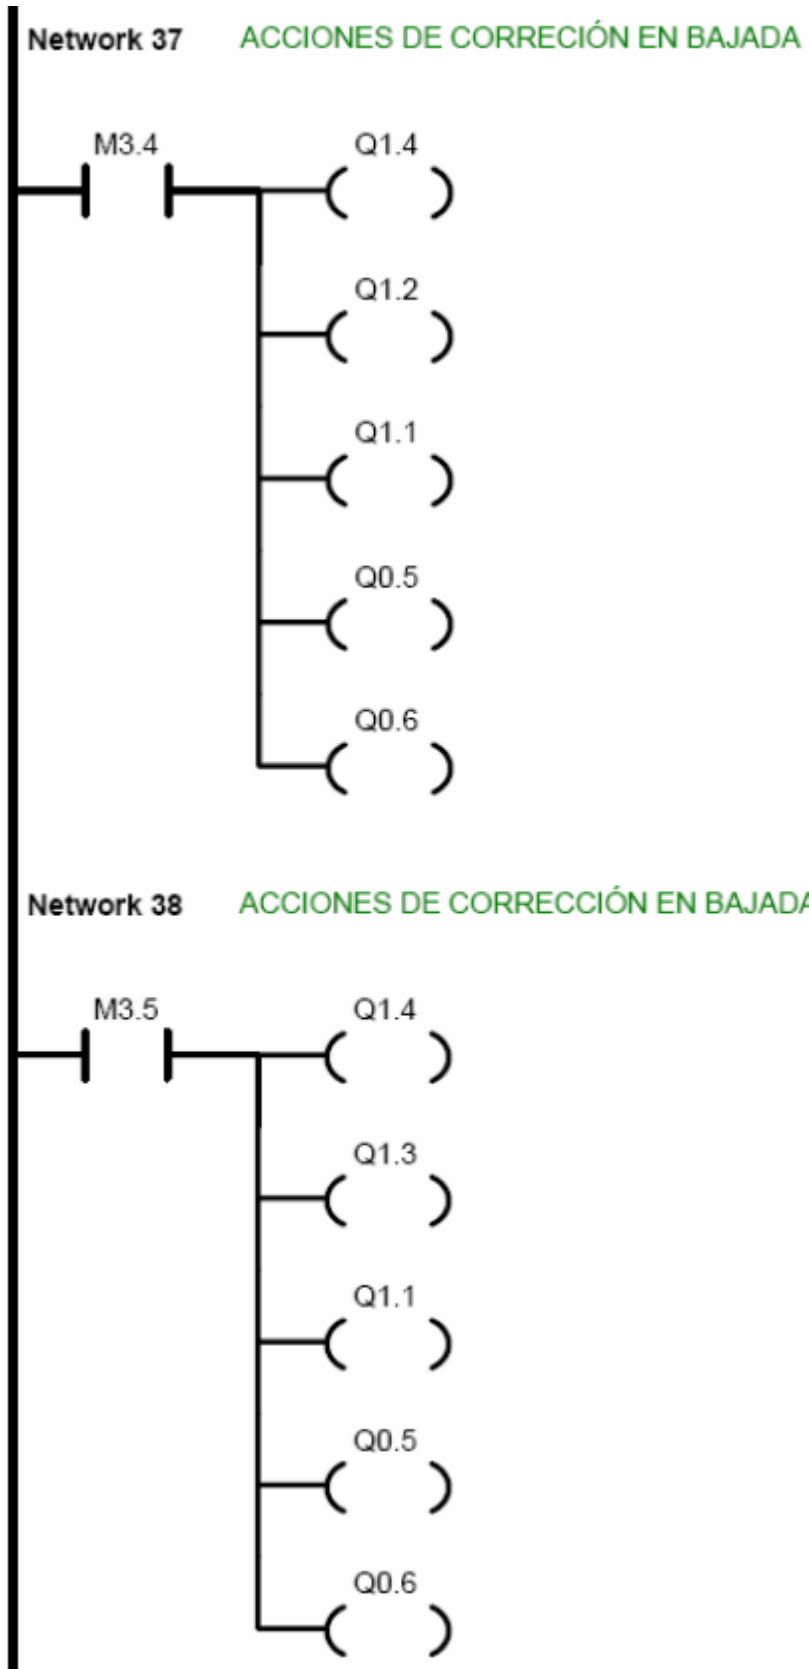 Network 37 ACCIONES DE CORRECIÓN EN BAJADA
M3.4 Q1.4
Q1.2
Q1.1
Q0.5
Q0.6
Network 38 ACCIONES DE CORRECCIÓN EN BAJADA
M3.5 Q1.4
Q1.3
Q1.1
Q0.5
Q0.6